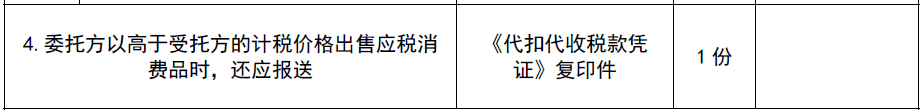 4.委托方以高于受托方的计税价格出售应税消
费品时，还应报送
《代扣代收税款凭
证》复印件
1 份